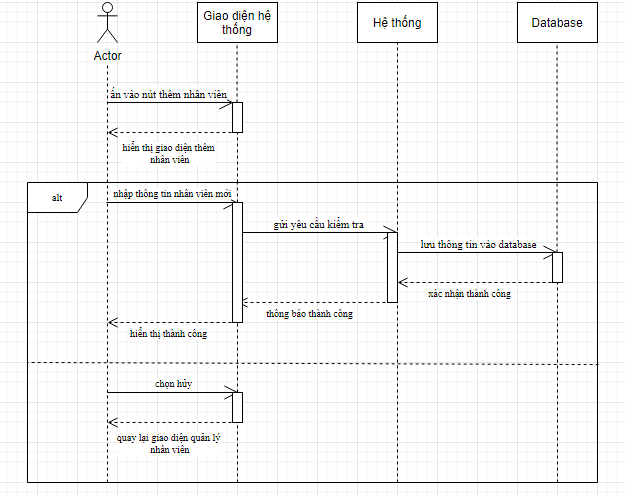 Giao diện hệ
thống
Hệ thống
Database
Actor
ấn vào nút thêm nhân viên
hiển thị giao diện thêm
nhân viên
alt
nhập thông tin nhân viên mới
gửi yêu cầu kiểm tra
lưu thông tin vào database
xác nhận thành công
thông báo thành công
hiển thị thành công
chọn hủy
quay lại giao diện quản lý
nhân viên